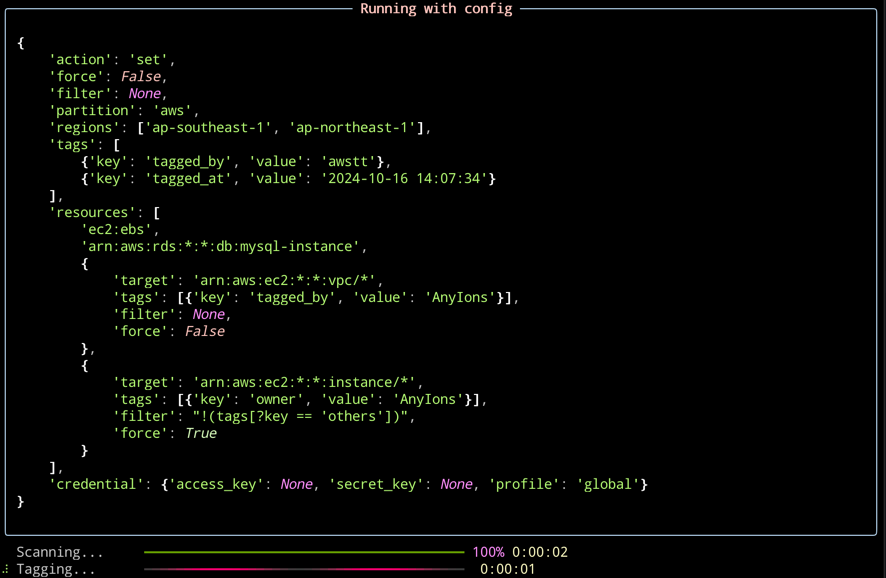 Running with config
{
    'action': 'set',
    'force': False,
    'filter': None,
    'partition': 'aws',
    'regions': ['ap-southeast-1', 'ap-northeast-1'],
    'tags': [
        {'key': 'tagged_by', 'value': 'awstt'},
        {'key': 'tagged_at', 'value': '2024-10-16 14:07:34'}
    ],
    'resources': [
        'ec2:ebs',
        'arn:aws:rds:*:*:db:mysql-instance',
        {
            'target': 'arn:aws:ec2:*:*:vpc/*',
            'tags': [{'key': 'tagged_by', 'value': 'AnyIons'}],
            'filter': None,
            'force': False
        },
        {
            'target': 'arn:aws:ec2:*:*:instance/*',
            'tags': [{'key': 'owner', 'value': 'AnyIons'}],
            'filter': "!(tags[?key == 'others'])",
            'force': True
        }
    ],
    'credential': {'access_key': None, 'secret_key': None, 'profile': 'global'}
}
Scanning... 100% 0:00:02
Tagging... 0:00:01